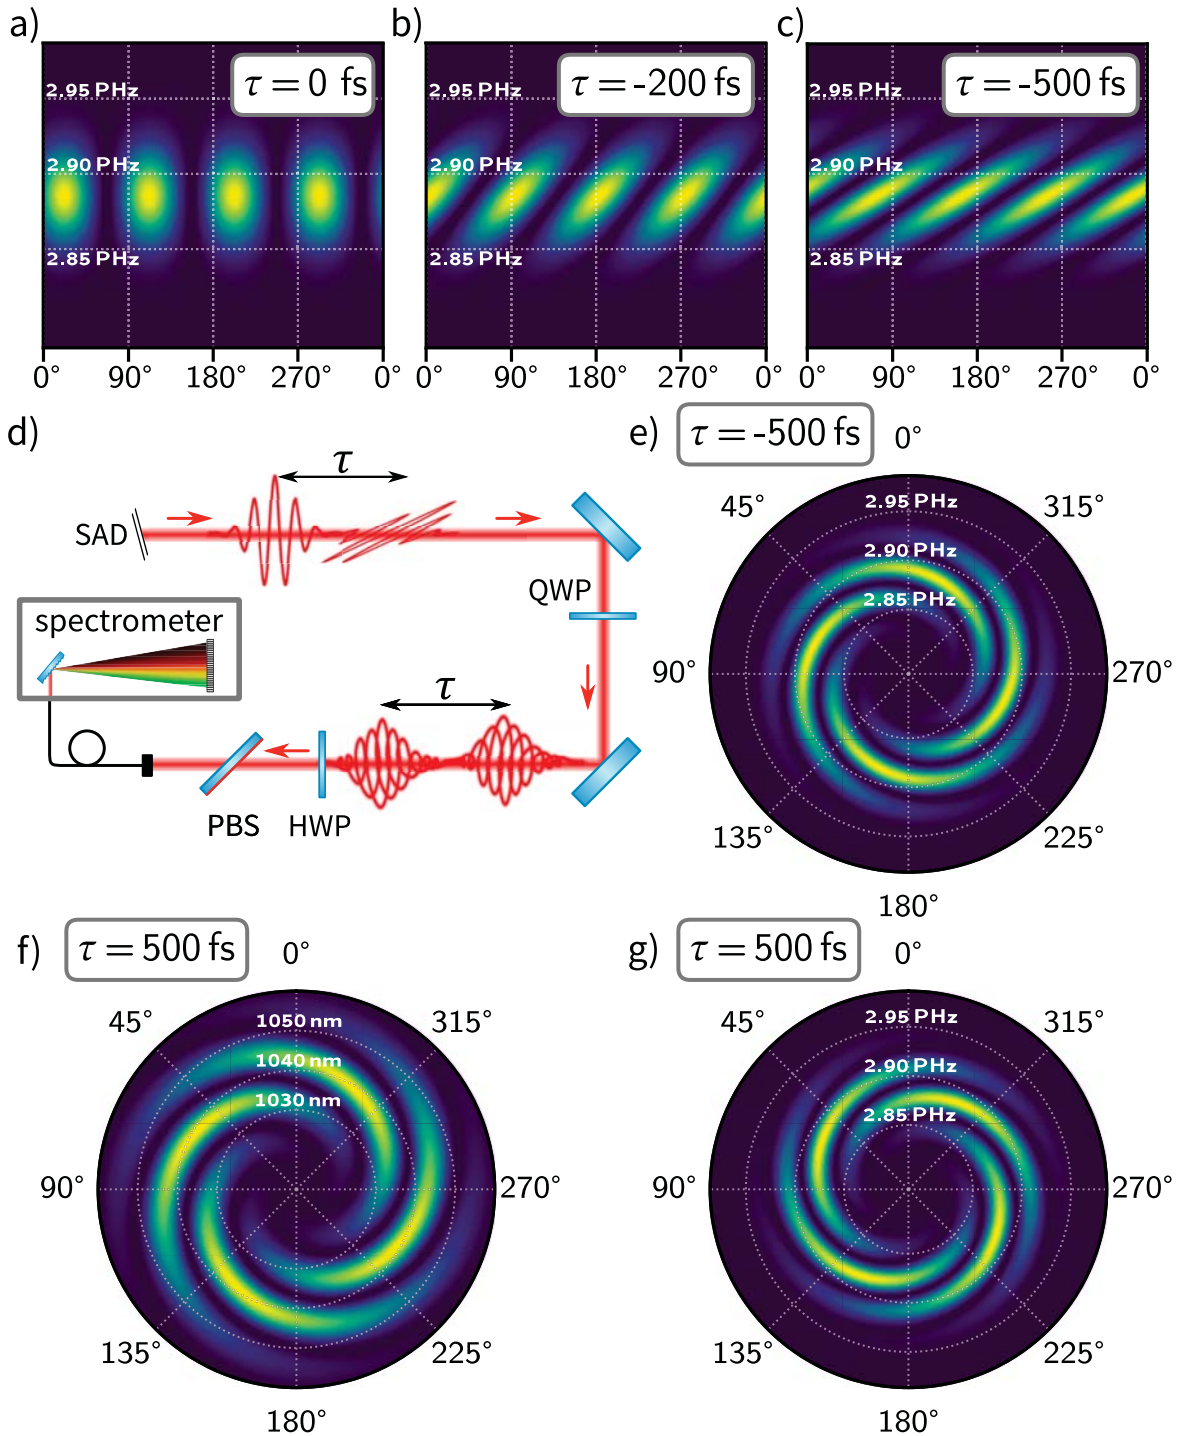 a)
τ = 0 fs
2.95 PHz
2.90 PHz
2.85 PHz
0° 90° 180° 270° 0°
b)
τ = -200 fs
2.95 PHz
2.90 PHz
2.85 PHz
0° 90° 180° 270° 0°
c)
τ = -500 fs
2.95 PHz
2.90 PHz
2.85 PHz
0° 90° 180° 270° 0°
d)
τ
SAD
QWP
spectrometer
τ
PBS
HWP
e)
τ = -500 fs
0°
45°
315°
2.95 PHz
2.90 PHz
2.85 PHz
90°
270°
135°
225°
180°
f)
τ = 500 fs
0°
45°
315°
1050 nm
1040 nm
1030 nm
90°
270°
135°
225°
180°
g)
τ = 500 fs
0°
45°
315°
2.95 PHz
2.90 PHz
2.85 PHz
90°
270°
135°
225°
180°